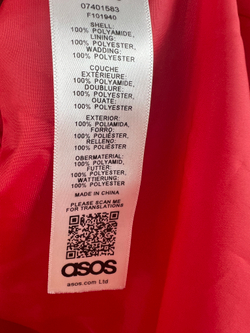 07401583
F101940
SHELL:
100% POLYAMIDE,
LINING:
100% POLYESTER,
WADDING:
100% POLYESTER
COUCHE
EXTÉRIEURE:
100% POLYAMIDE,
DOUBLURE:
100% POLYESTER,
OUATE:
100% POLYESTER
EXTERIOR:
100% POLIAMIDA,
FORRO:
100% POLIÉSTER,
RELLENO:
100% POLIÉSTER
OBERMATERIAL:
100% POLYAMID,
FUTTER:
100% POLYESTER,
WATTIERUNG:
100% POLYESTER
MADE IN CHINA
PLEASE SCAN ME
FOR TRANSLATIONS
asos
asos.com Ltd